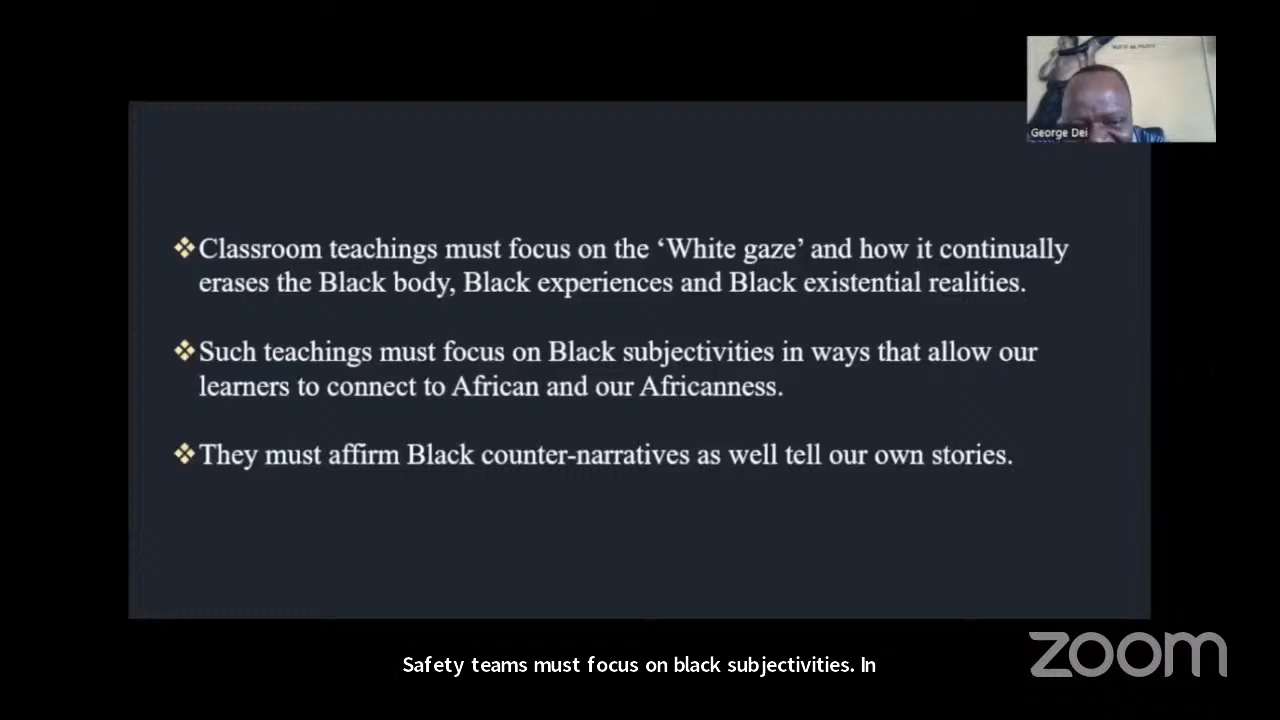 George Dei
❖Classroom teachings must focus on the ‘White gaze’ and how it continually
erases the Black body, Black experiences and Black existential realities.
❖Such teachings must focus on Black subjectivities in ways that allow our
learners to connect to African and our Africanness.
❖They must affirm Black counter-narratives as well tell our own stories.
Safety teams must focus on black subjectivities. In
zoom